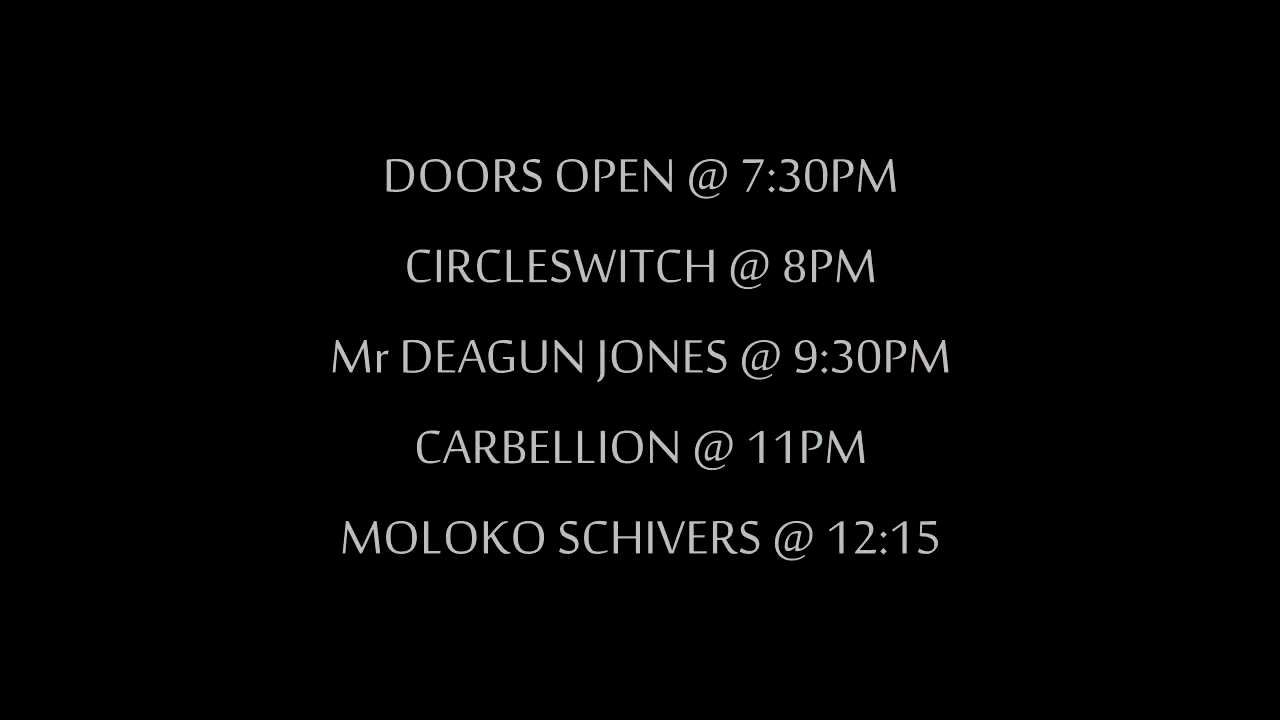 DOORS OPEN @ 7:30PM
CIRCLESWITCH @ 8PM
Mr DEAGUN JONES @ 9:30PM
CARBELLION @ 11PM
MOLOKO SCHIVERS @ 12:15